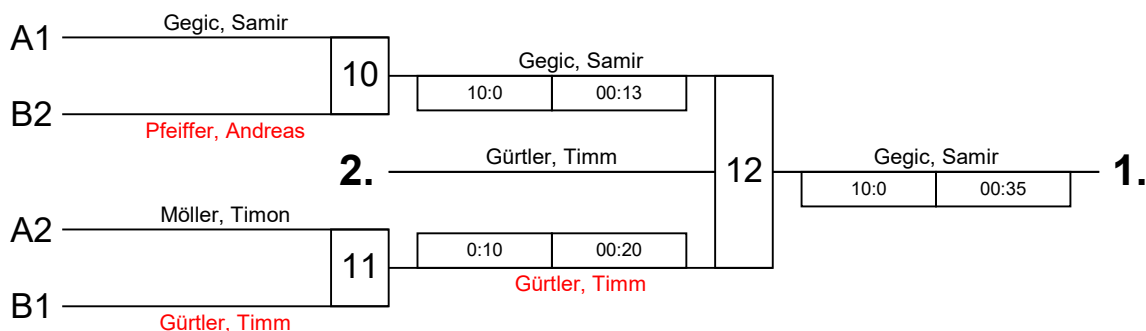 Gegic, Samir
A1
10
Gegic, Samir
10:0 00:13
B2
Pfeiffer, Andreas
2.
Gürtler, Timm
12
Gegic, Samir
1.
10:0 00:35
Möller, Timon
A2
11
0:10 00:20
Gürtler, Timm
B1
Gürtler, Timm